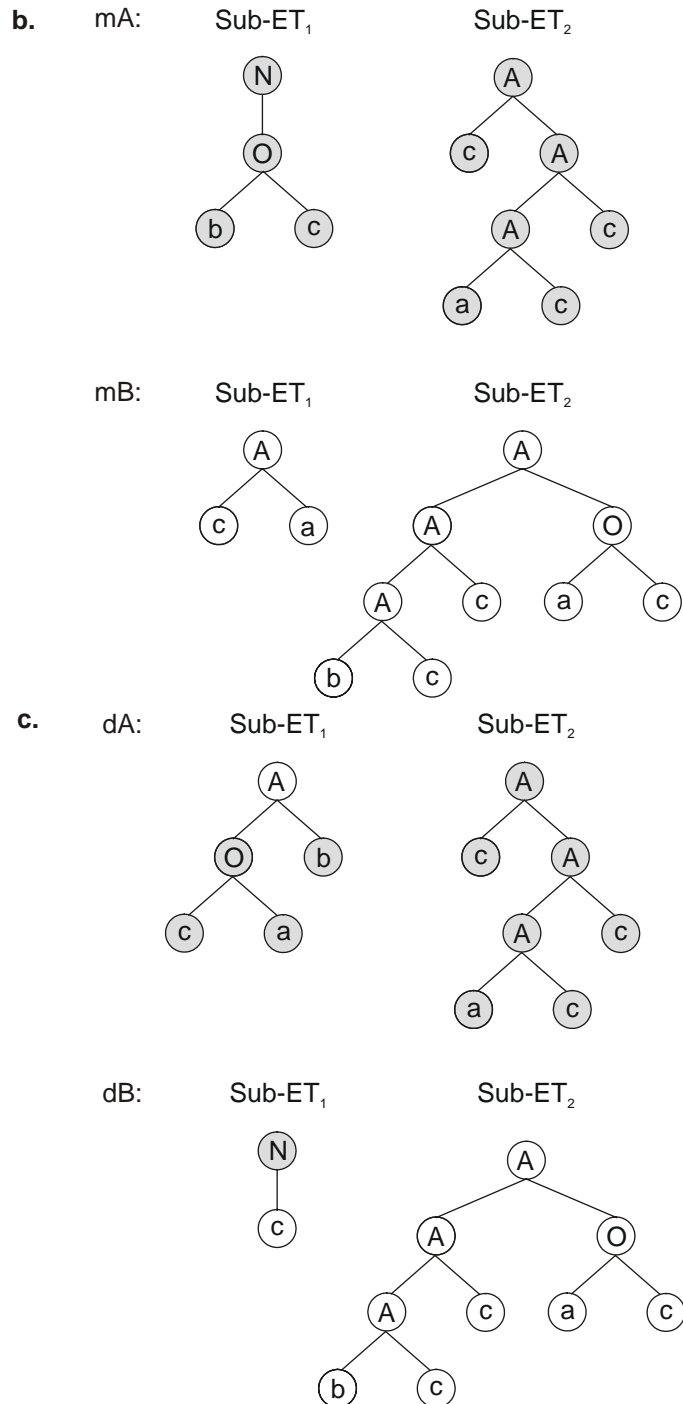 b. mA: Sub-ET₁ Sub-ET₂
N A
O c A
b c A c
a c
mB: Sub-ET₁ Sub-ET₂
A A
c a A O
A c a c
b c
c. dA: Sub-ET₁ Sub-ET₂
A A
O b c A
c a A c
a c
dB: Sub-ET₁ Sub-ET₂
N A
c A O
A c a c
b c